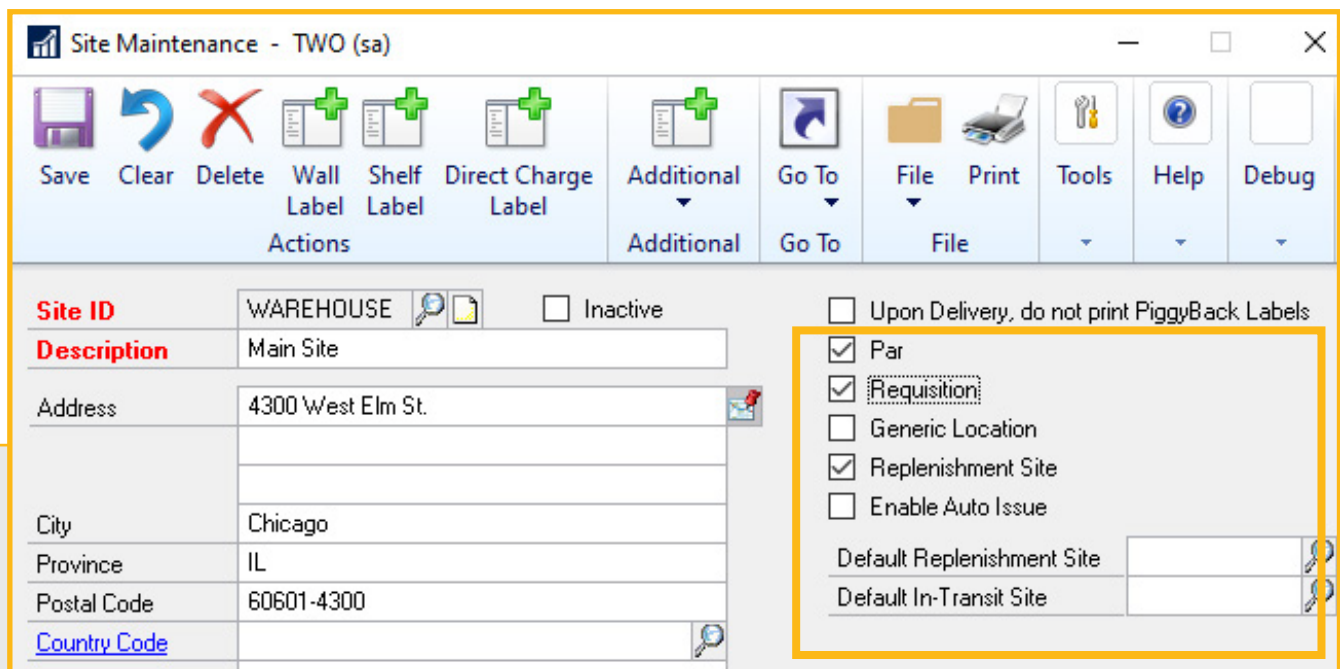 Site Maintenance - TWO (sa)
Save Clear Delete Wall Label Shelf Label Direct Charge Label Additional Go To File Print Tools Help Debug
Actions Additional Go To File
Site ID WAREHOUSE Inactive Upon Delivery, do not print PiggyBack Labels
Description Main Site Par
Address 4300 West Elm St. Requisition
Generic Location
Replenishment Site
Enable Auto Issue
City Chicago
Province IL Default Replenishment Site
Postal Code 60601-4300 Default In-Transit Site
Country Code